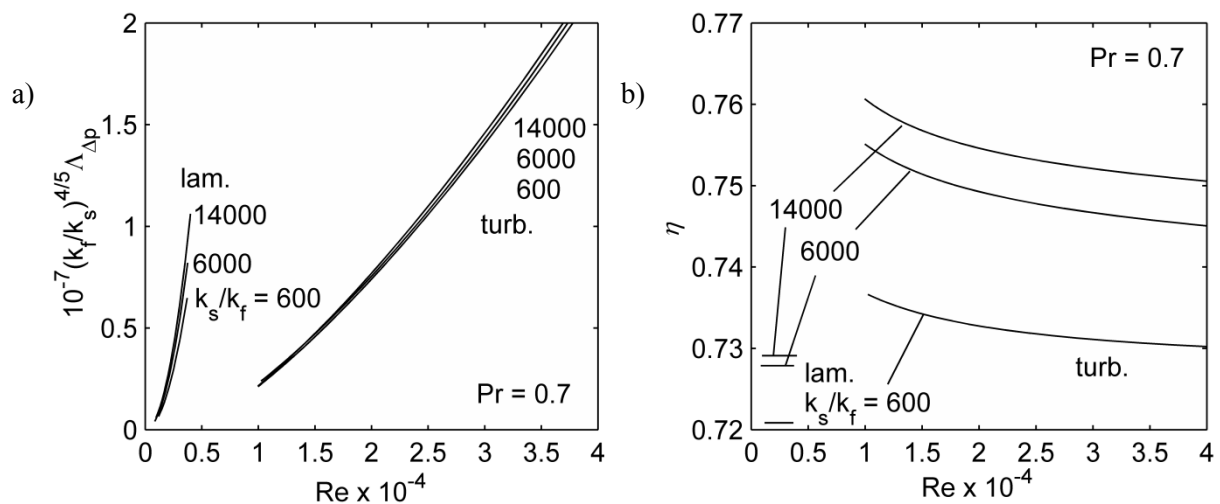 a)
10⁻⁷(k_f/k_s)^{4/5} Λ_{Δp}
2
1.5
1
0.5
0
lam.
14000
6000
k_s/k_f = 600
14000
6000
600
turb.
Pr = 0.7
0 0.5 1 1.5 2 2.5 3 3.5 4
Re x 10⁻⁴
b)
η
0.77
0.76
0.75
0.74
0.73
0.72
Pr = 0.7
14000
6000
lam.
k_s/k_f = 600
turb.
0 0.5 1 1.5 2 2.5 3 3.5 4
Re x 10⁻⁴